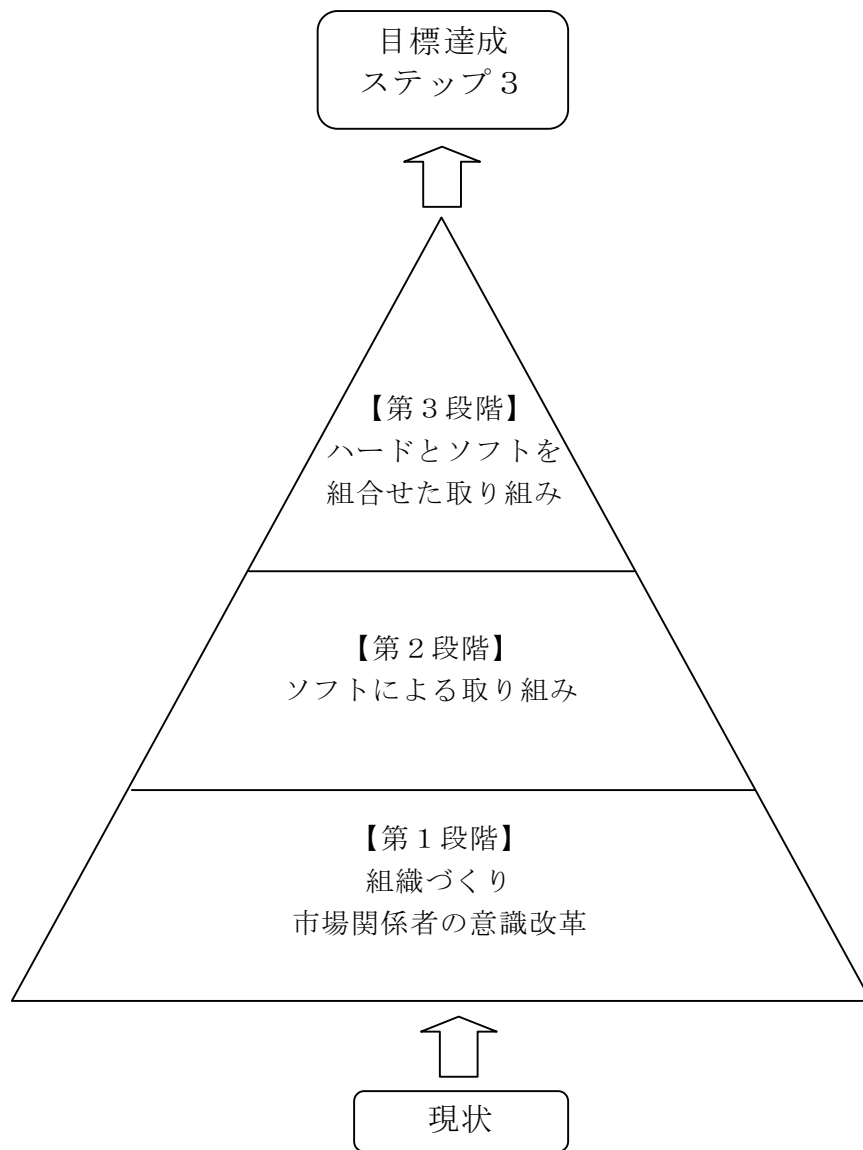 目標達成
ステップ３
【第３段階】
ハードとソフトを
組合せた取り組み
【第２段階】
ソフトによる取り組み
【第１段階】
組織づくり
市場関係者の意識改革
現状